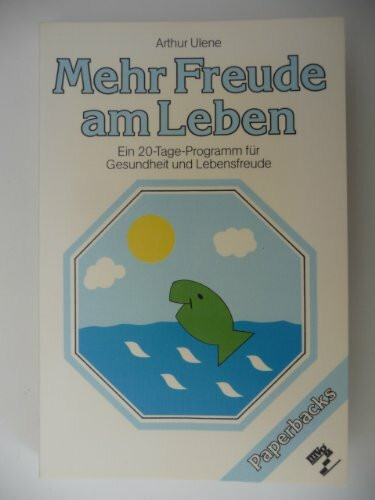 Arthur Ulene
Mehr Freude
am Leben
Ein 20-Tage-Programm für
Gesundheit und Lebensfreude
Paperbacks
mvg